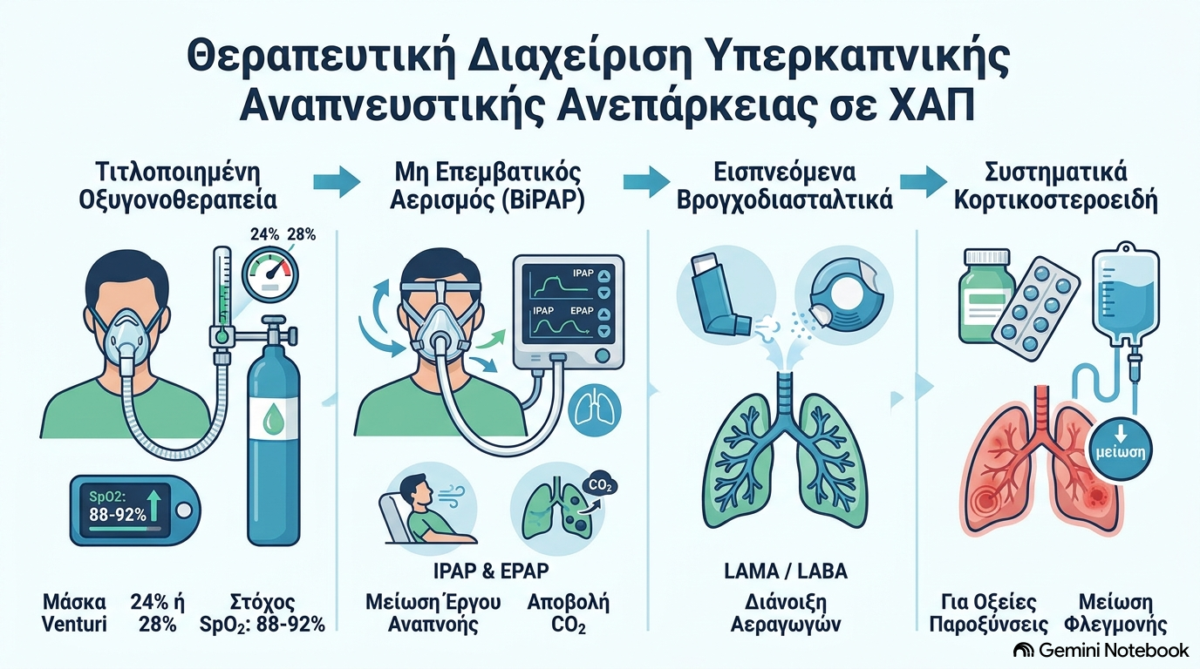 Θεραπευτική Διαχείριση Υπερκαπνικής
Αναπνευστικής Ανεπάρκειας σε ΧΑΠ
Τιτλοποιημένη
Οξυγονοθεραπεία
Μη Επεμβατικός
Αερισμός (BiPAP)
Εισπνεόμενα
Βρογχοδιασταλτικά
Συστηματικά
Κορτικοστεροειδή
24% 28%
IPAP
IPAP EPAP
SpO2:
88-92%
CO₂
μείωση
IPAP & EPAP
LAMA / LABA
Μάσκα
Venturi
24% ή
28%
Στόχος
SpO₂: 88-92%
Μείωση Έργου
Αναπνοής
Αποβολή
CO₂
Διάνοιξη
Αεραγωγών
Για Οξείες
Παροξύνσεις
Μείωση
Φλεγμονής
Gemini Notebook